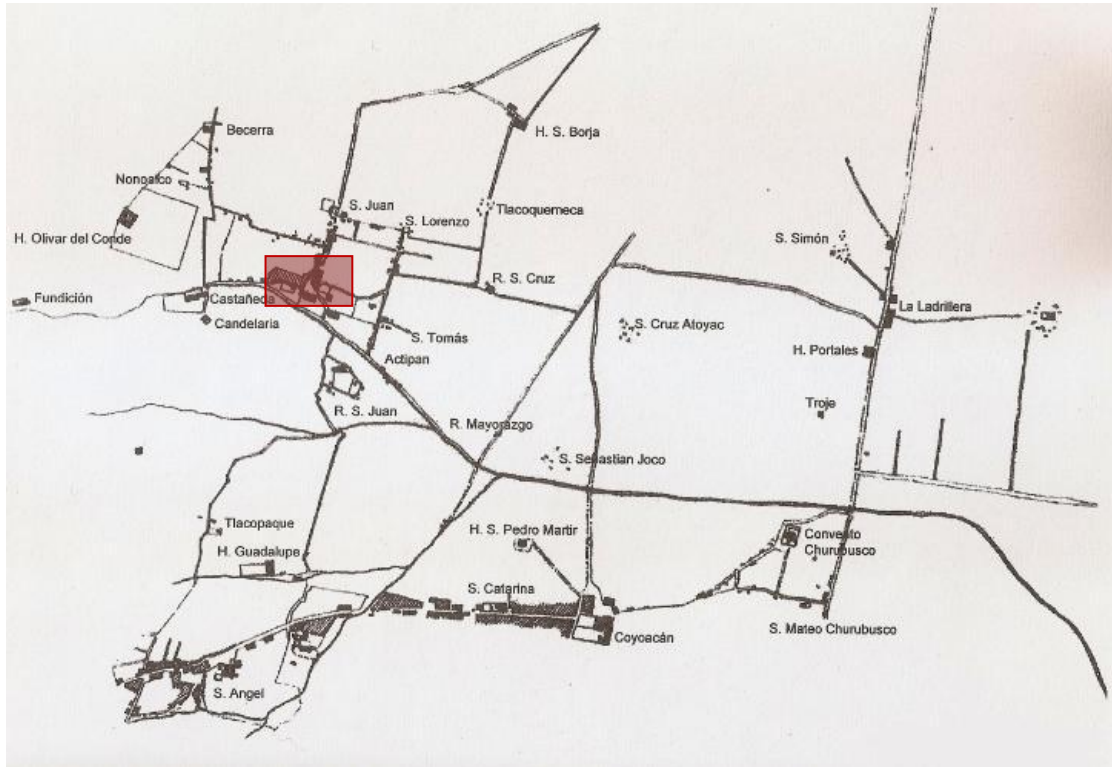 Becerra
H. S. Borja
Nonoalco
S. Juan
Tlacoquemeca
S. Lorenzo
H. Olivar del Conde
S. Simón
R. S. Cruz
Fundición
Castañeda
La Ladrillera
Candelaria
S. Cruz Atoyac
S. Tomás
H. Portales
Actipan
Troje
R. S. Juan
R. Mayorazgo
S. Sebastian Joco
Tlacopaque
H. S. Pedro Martir
Convento
Churubusco
H. Guadalupe
S. Catarina
S. Mateo Churubusco
Coyoacán
S. Angel